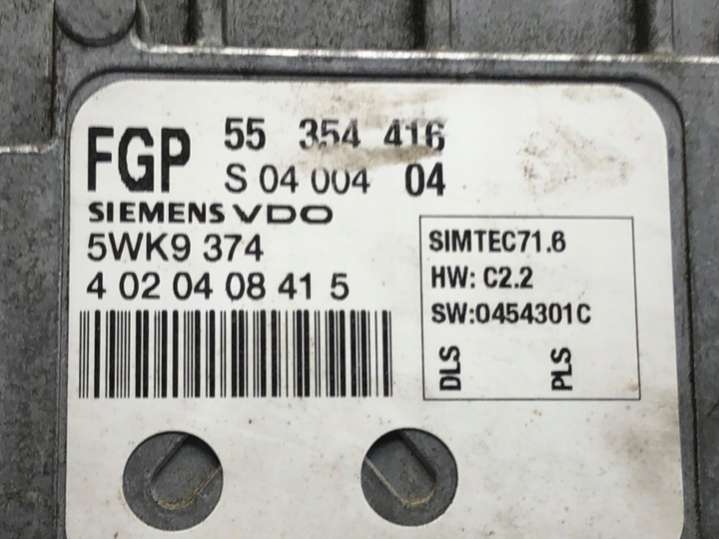 FGP 55 354 416
S 04 004 04
SIEMENS VDO
5WK9 374
4 02 04 08 41 5
SIMTEC71.6
HW: C2.2
SW:0454301C
DLS PLS